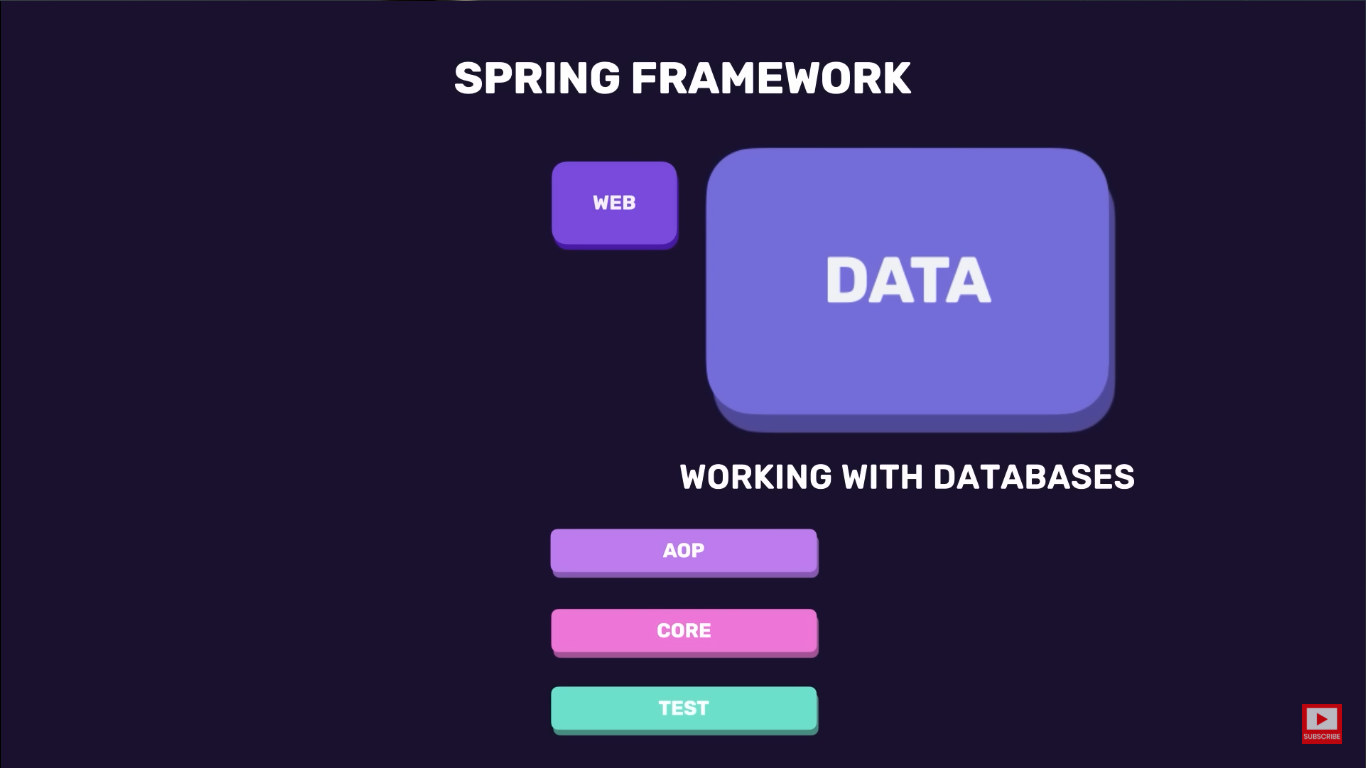 SPRING FRAMEWORK
WEB
DATA
WORKING WITH DATABASES
AOP
CORE
TEST
SUBSCRIBE